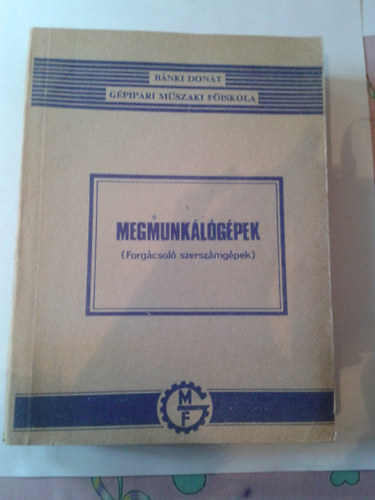 BÁNKI DONÁT
GÉPIPARI MŰSZAKI FŐISKOLA
MEGMUNKÁLÓGÉPEK
(Forgácsoló szerszámgépek)
G M F